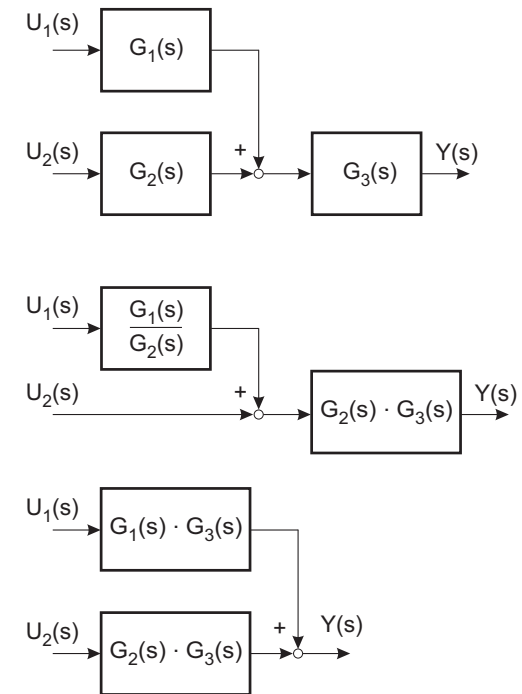 U₁(s)
G₁(s)
U₂(s)
G₂(s)
+
G₃(s)
Y(s)
U₁(s)
G₁(s)
G₂(s)
U₂(s)
+
G₂(s) · G₃(s)
Y(s)
U₁(s)
G₁(s) · G₃(s)
U₂(s)
G₂(s) · G₃(s)
+
Y(s)